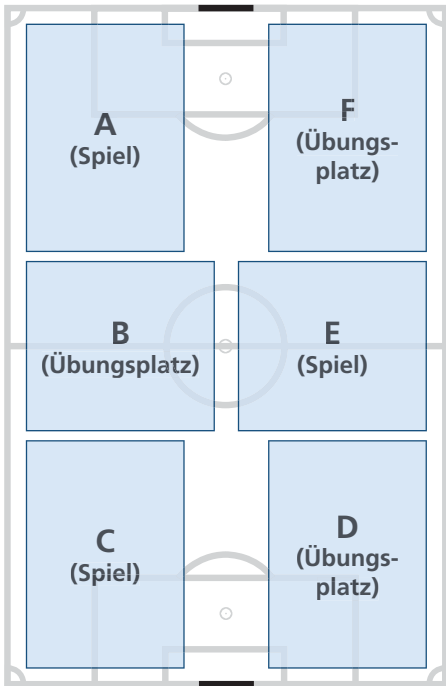 A
(Spiel)
F
(Übungs-
platz)
B
(Übungsplatz)
E
(Spiel)
C
(Spiel)
D
(Übungs-
platz)